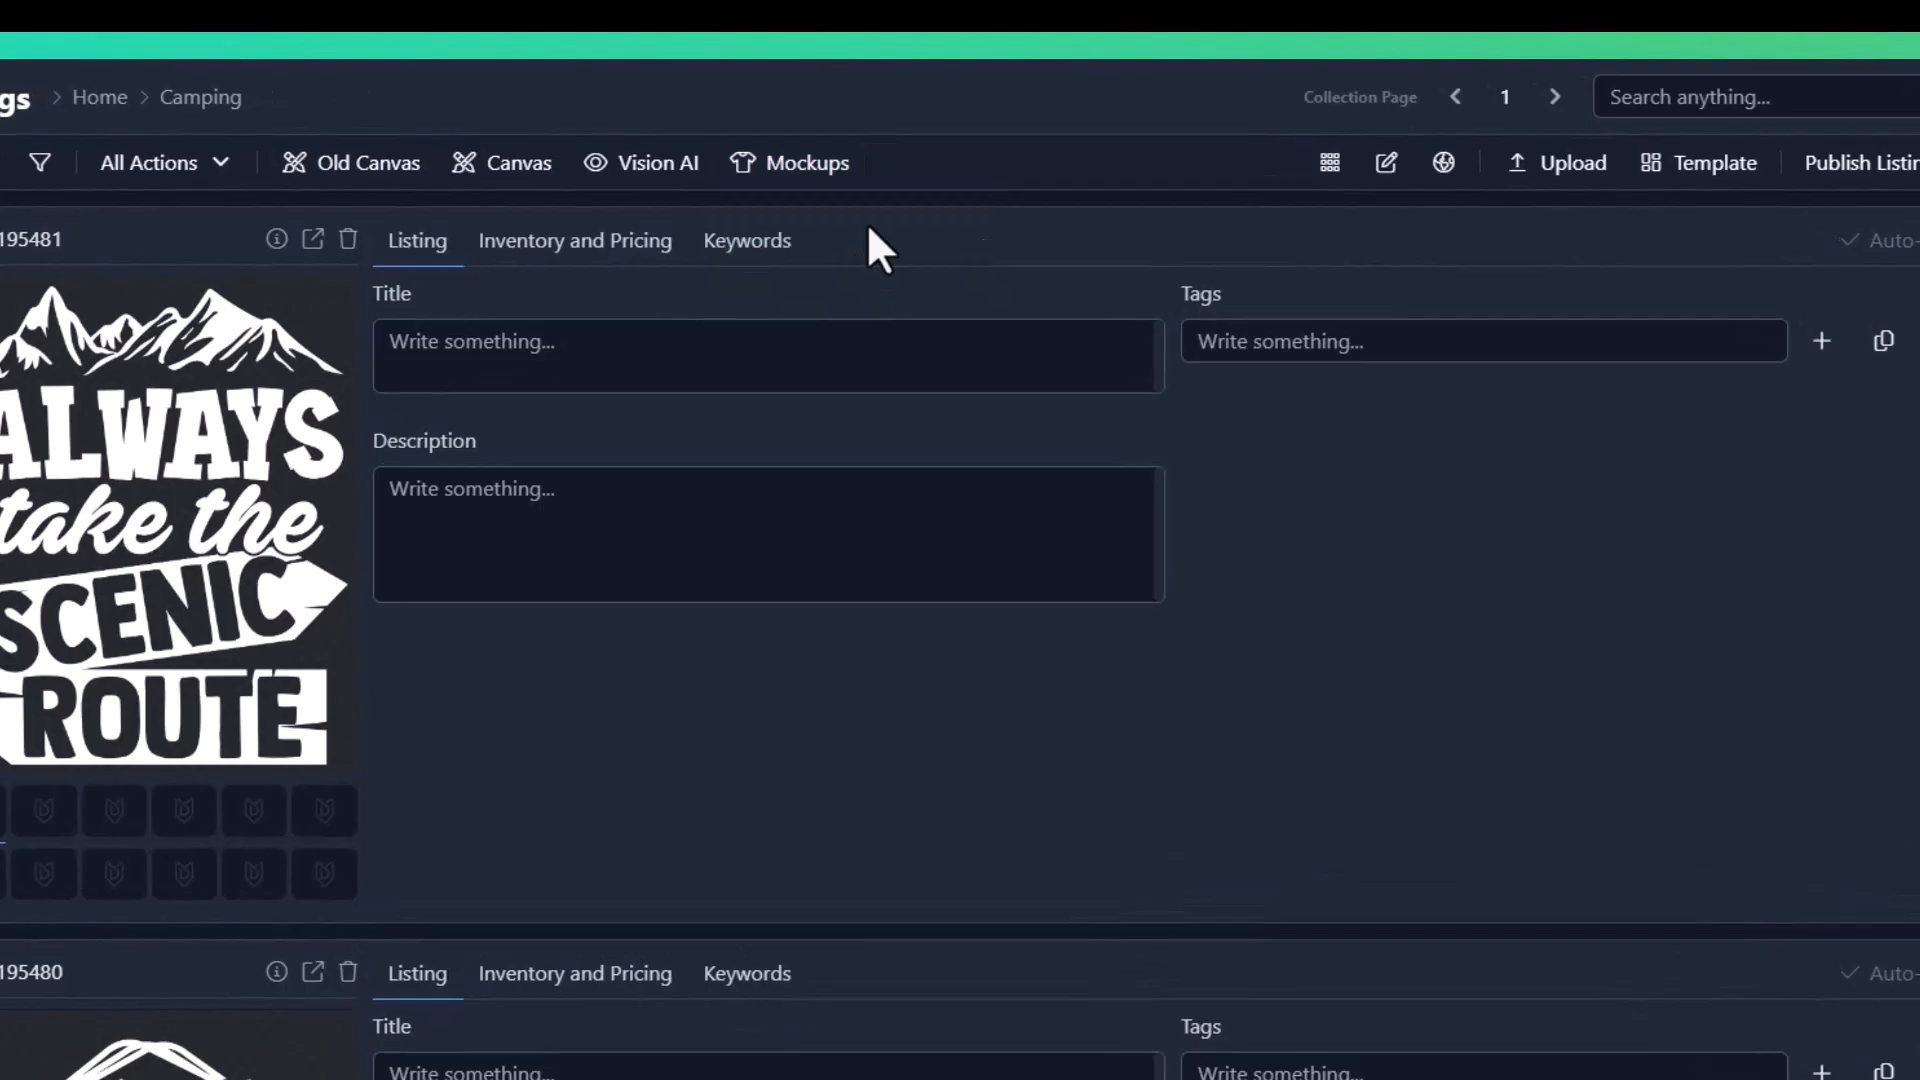 gs > Home > Camping
Collection Page < 1 > Search anything...
All Actions Old Canvas Canvas Vision AI Mockups
Upload Template Publish Listin
195481
Listing Inventory and Pricing Keywords
Auto-
Title
Tags
Write something...
Write something...
Description
Write something...
ALWAYS
take the
SCENIC
ROUTE
195480
Listing Inventory and Pricing Keywords
Auto-
Title
Tags
Write something...
Write something...